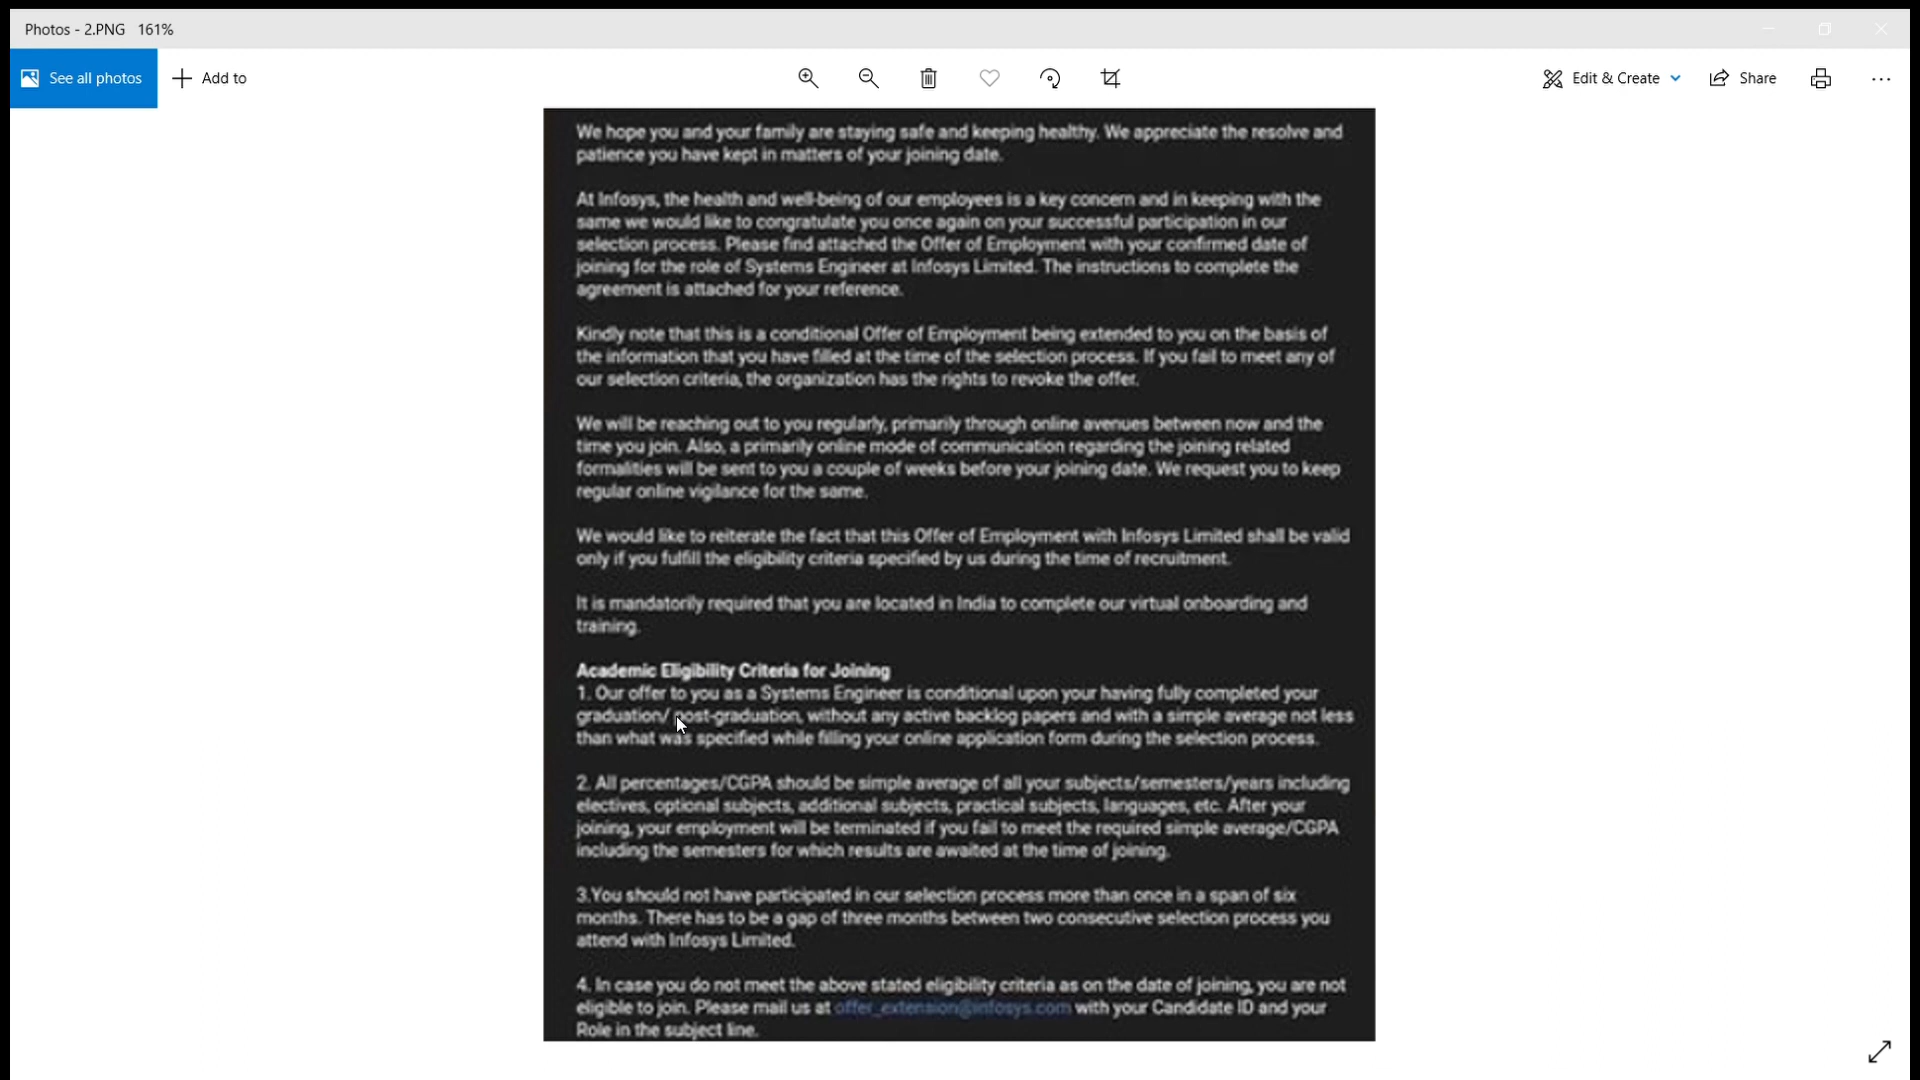 Photos - 2.PNG 161%
See all photos
Add to
Edit & Create
Share
We hope you and your family are staying safe and keeping healthy. We appreciate the resolve and
patience you have kept in matters of your joining date.
At Infosys, the health and well-being of our employees is a key concern and in keeping with the
same we would like to congratulate you once again on your successful participation in our
selection process. Please find attached the Offer of Employment with your confirmed date of
joining for the role of Systems Engineer at Infosys Limited. The instructions to complete the
agreement is attached for your reference.
Kindly note that this is a conditional Offer of Employment being extended to you on the basis of
the information that you have filled at the time of the selection process. If you fail to meet any of
our selection criteria, the organization has the rights to revoke the offer.
We will be reaching out to you regularly, primarily through online avenues between now and the
time you join. Also, a primarily online mode of communication regarding the joining related
formalities will be sent to you a couple of weeks before your joining date. We request you to keep
regular online vigilance for the same.
We would like to reiterate the fact that this Offer of Employment with Infosys Limited shall be valid
only if you fulfill the eligibility criteria specified by us during the time of recruitment.
It is mandatorily required that you are located in India to complete our virtual onboarding and
training.
Academic Eligibility Criteria for Joining
1. Our offer to you as a Systems Engineer is conditional upon your having fully completed your
graduation/ post-graduation, without any active backlog papers and with a simple average not less
than what was specified while filling your online application form during the selection process.
2. All percentages/CGPA should be simple average of all your subjects/semesters/years including
electives, optional subjects, additional subjects, practical subjects, languages, etc. After your
joining, your employment will be terminated if you fail to meet the required simple average/CGPA
including the semesters for which results are awaited at the time of joining.
3.You should not have participated in our selection process more than once in a span of six
months. There has to be a gap of three months between two consecutive selection process you
attend with Infosys Limited.
4. In case you do not meet the above stated eligibility criteria as on the date of joining, you are not
eligible to join. Please mail us at offer_extension@infosys.com with your Candidate ID and your
Role in the subject line.